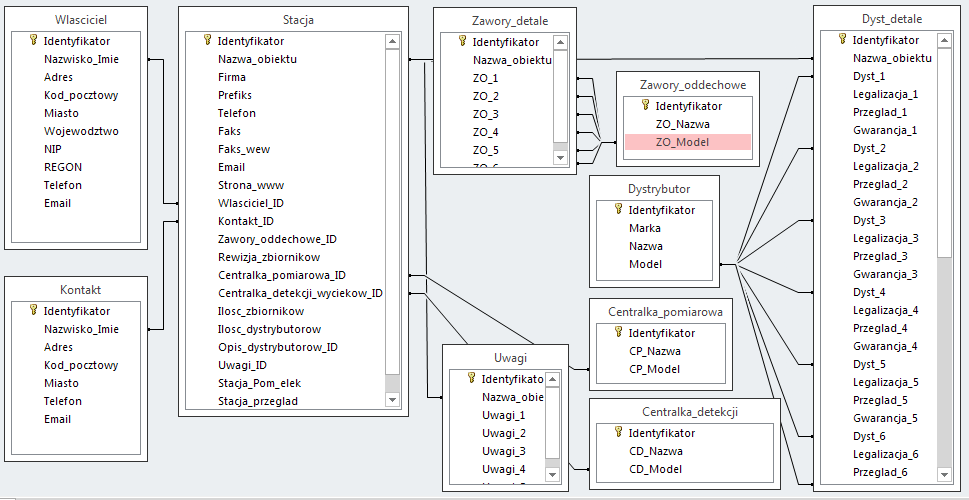 Wlasciciel
Identyfikator
Nazwisko_Imie
Adres
Kod_pocztowy
Miasto
Wojewodztwo
NIP
REGON
Telefon
Email
Kontakt
Identyfikator
Nazwisko_Imie
Adres
Kod_pocztowy
Miasto
Telefon
Email
Stacja
Identyfikator
Nazwa_obiektu
Firma
Prefiks
Telefon
Faks
Faks_wew
Email
Strona_www
Wlasciciel_ID
Kontakt_ID
Zawory_oddechowe_ID
Rewizja_zbiornikow
Centralka_pomiarowa_ID
Centralka_detekcji_wyciekow_ID
Ilosc_zbiornikow
Ilosc_dystrybutorow
Opis_dystrybutorow_ID
Uwagi_ID
Stacja_Pom_elek
Stacja_przeglad
Zawory_detale
Identyfikator
Nazwa_obiektu
ZO_1
ZO_2
ZO_3
ZO_4
ZO_5
ZO_6
Uwagi
Identyfikato
Nazwa_obie
Uwagi_1
Uwagi_2
Uwagi_3
Uwagi_4
Zawory_oddechowe
Identyfikator
ZO_Nazwa
ZO_Model
Dystrybutor
Identyfikator
Marka
Nazwa
Model
Centralka_pomiarowa
Identyfikator
CP_Nazwa
CP_Model
Centralka_detekcji
Identyfikator
CD_Nazwa
CD_Model
Dyst_detale
Identyfikator
Nazwa_obiektu
Dyst_1
Legalizacja_1
Przeglad_1
Gwarancja_1
Dyst_2
Legalizacja_2
Przeglad_2
Gwarancja_2
Dyst_3
Legalizacja_3
Przeglad_3
Gwarancja_3
Dyst_4
Legalizacja_4
Przeglad_4
Gwarancja_4
Dyst_5
Legalizacja_5
Przeglad_5
Gwarancja_5
Dyst_6
Legalizacja_6
Przeglad_6